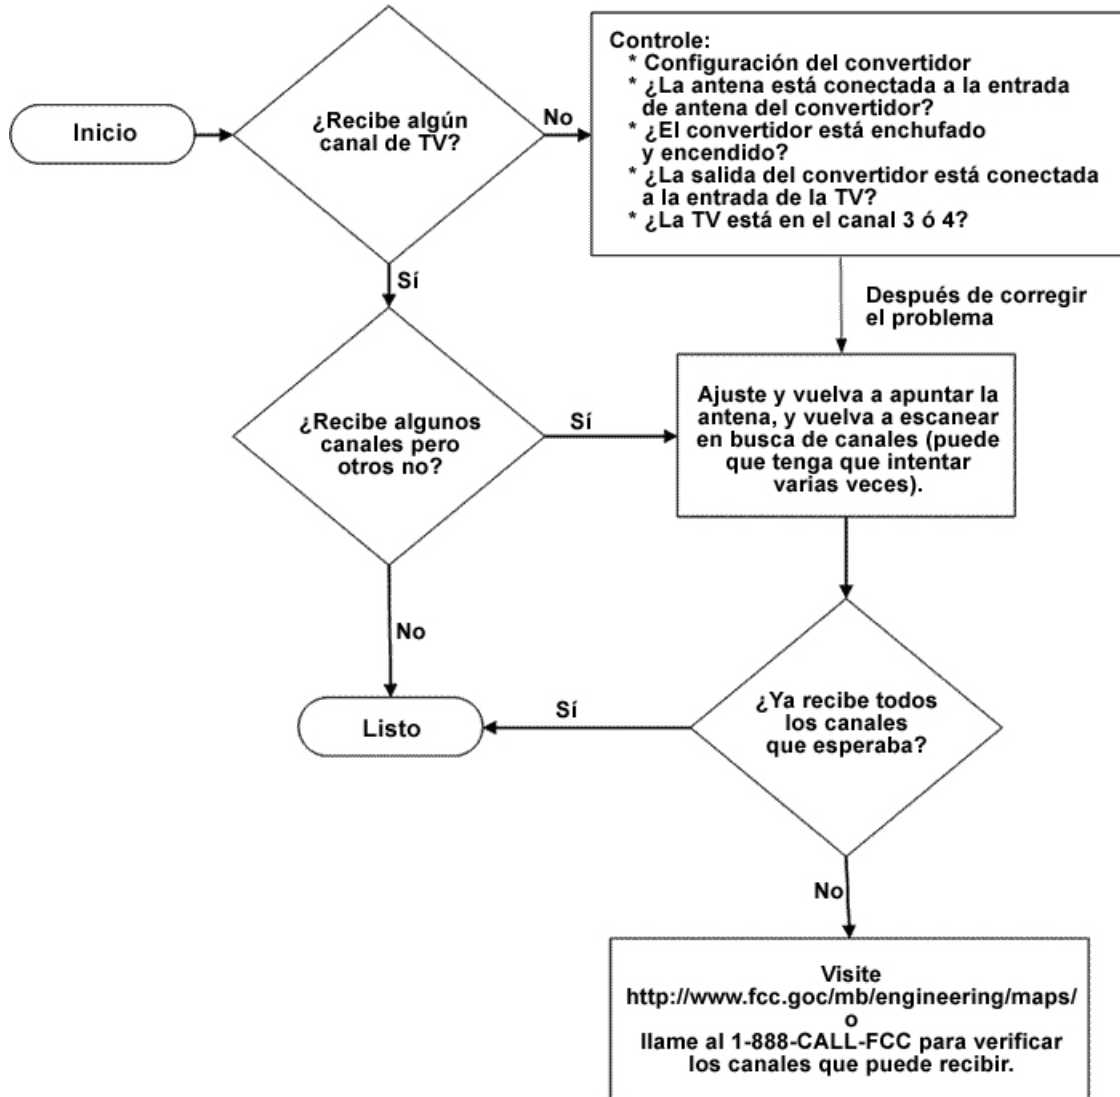 Inicio
¿Recibe algún
canal de TV?
No
Controle:
* Configuración del convertidor
* ¿La antena está conectada a la entrada
de antena del convertidor?
* ¿El convertidor está enchufado
y encendido?
* ¿La salida del convertidor está conectada
a la entrada de la TV?
* ¿La TV está en el canal 3 ó 4?
Sí
Después de corregir
el problema
¿Recibe algunos
canales pero
otros no?
Sí
Ajuste y vuelva a apuntar la
antena, y vuelva a escanear
en busca de canales (puede
que tenga que intentar
varias veces).
No
Listo
Sí
¿Ya recibe todos
los canales
que esperaba?
No
Visite
http://www.fcc.goc/mb/engineering/maps/
o
llame al 1-888-CALL-FCC para verificar
los canales que puede recibir.